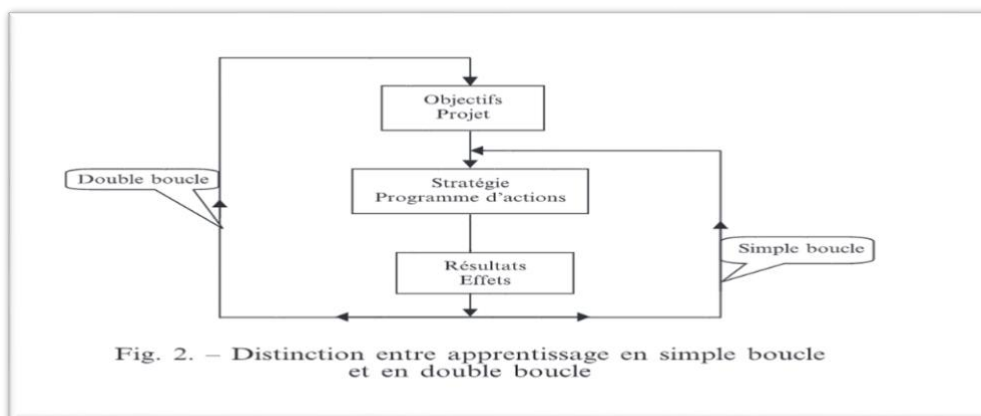 Objectifs
Projet
Double boucle
Stratégie
Programme d'actions
Simple boucle
Résultats
Effets
Fig. 2. – Distinction entre apprentissage en simple boucle
et en double boucle